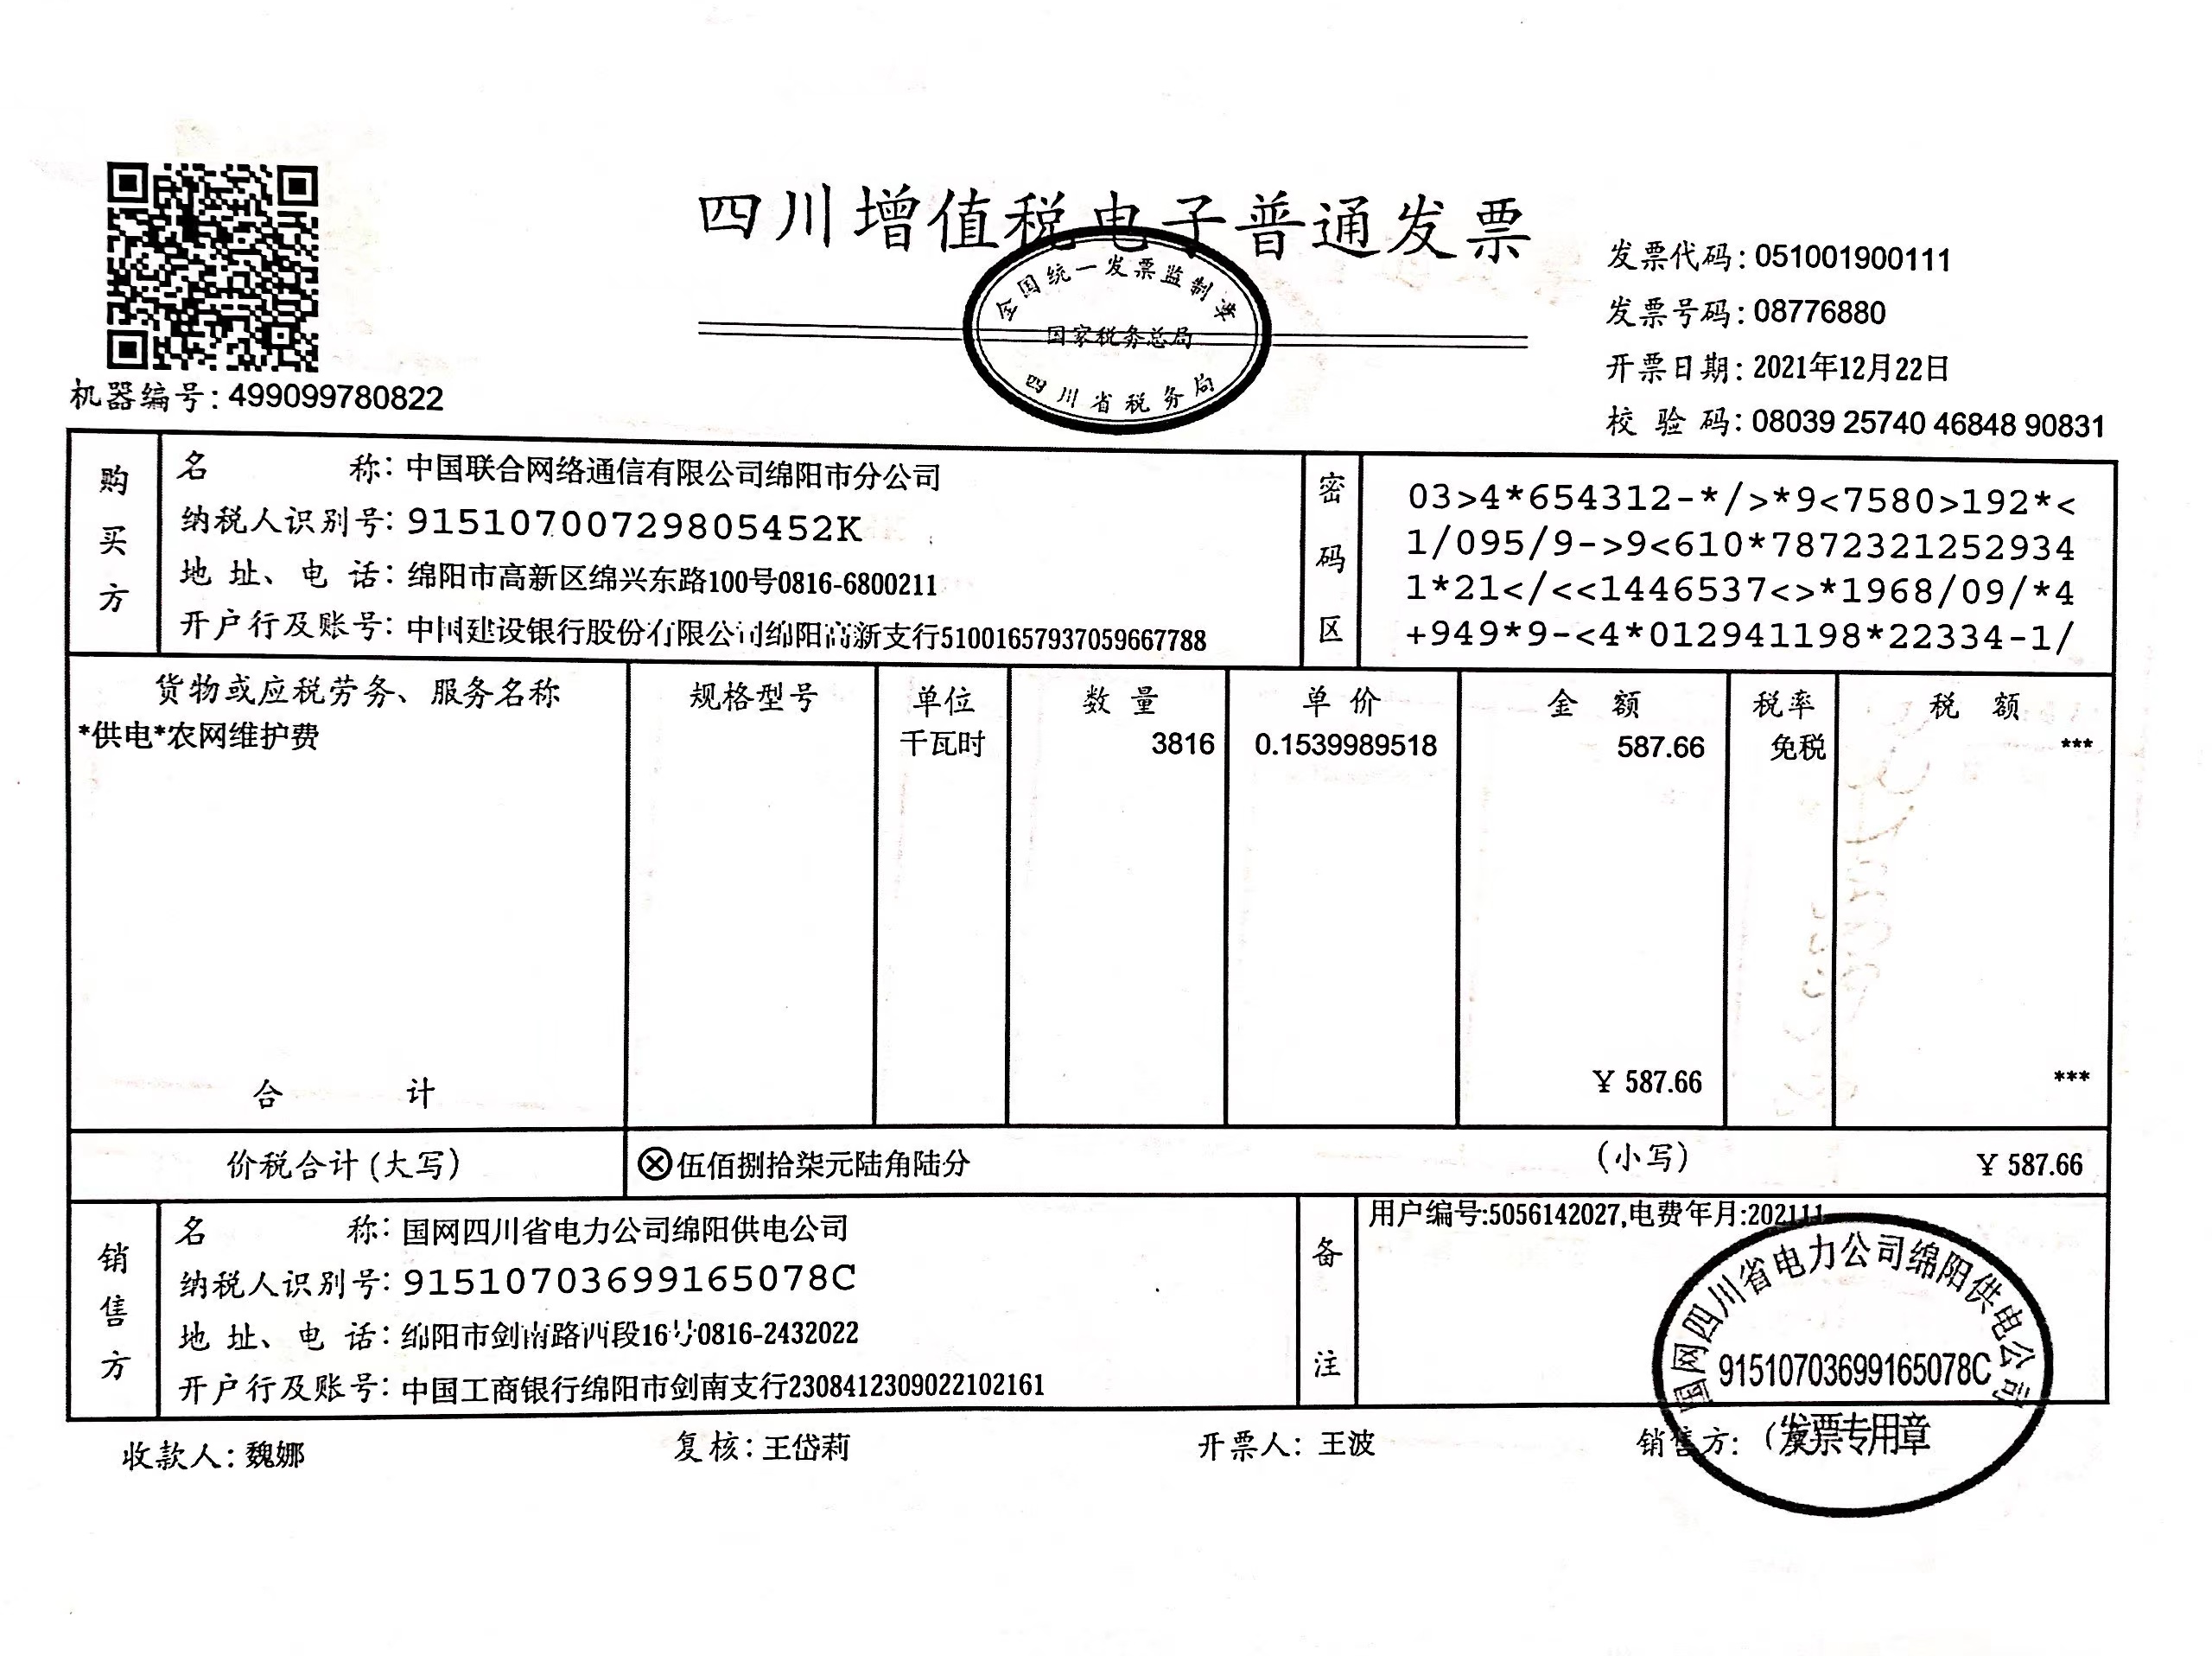 四川增值税电子普通发票
全国统一发票监制章
国家税务总局
四川省税务局
发票代码:051001900111
发票号码:08776880
开票日期:2021年12月22日
校验码:08039 25740 46848 90831
机器编号:499099780822
购买方
名称:中国联合网络通信有限公司绵阳市分公司
纳税人识别号:91510700729805452K
地址、电话:绵阳市高新区绵兴东路100号0816-6800211
开户行及账号:中国建设银行股份有限公司绵阳高新支行51001657937059667788
密码区
03>4*654312-*/>*9<7580>192*<
1/095/9->9<610*7872321252934
1*21</<<1446537<>*1968/09/*4
+949*9-<4*012941198*22334-1/
货物或应税劳务、服务名称 规格型号 单位 数量 单价 金额 税率 税额
*供电*农网维护费 千瓦时 3816 0.1539989518 587.66 免税 ***
合计 ¥ 587.66 ***
价税合计(大写) ⊗伍佰捌拾柒元陆角陆分 (小写) ¥ 587.66
销售方
名称:国网四川省电力公司绵阳供电公司
纳税人识别号:91510703699165078C
地址、电话:绵阳市剑南路四段16号0816-2432022
开户行及账号:中国工商银行绵阳市剑南支行2308412309022102161
备注
用户编号:5056142027,电费年月:202111
国网四川省电力公司绵阳供电公司
91510703699165078C
发票专用章
收款人:魏娜 复核:王岱莉 开票人:王波 销售方:(章)